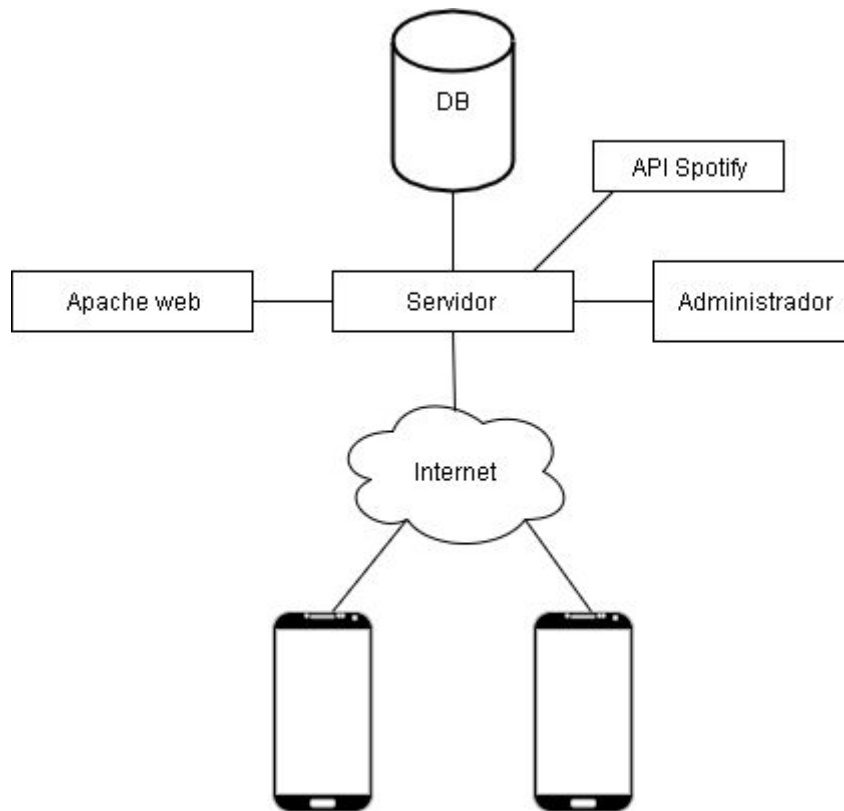 DB
API Spotify
Apache web
Servidor
Administrador
Internet